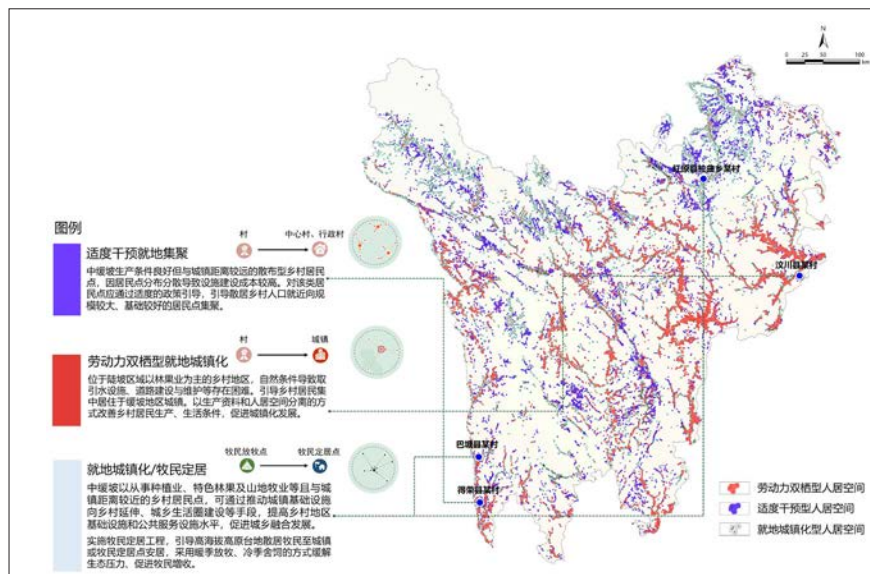 N
0 25 50 100
km
红原县某村
汶川县某村
图例
村
中心村、行政村
适度干预就地集聚
中缓坡生产条件良好但与城镇距离较远的散布型乡村居民
点，因居民点分布分散导致设施建设成本较高。对该类居
民点应通过适度的政策引导，引导散居乡村人口就近向规
模较大、基础较好的居民点集聚。
村
城镇
劳动力双栖型就地城镇化
位于陡坡区域以林果业为主的乡村地区，自然条件导致取
引水设施、道路建设与维护等存在困难。引导乡村居民集
中居住于缓坡地区城镇。以生产资料和人居空间分离的方
式改善乡村居民生产、生活条件，促进城镇化发展。
牧民放牧点
牧民定居点
就地城镇化/牧民定居
中缓坡以从事种植业、特色林果及山地牧业等且与城
镇距离较近的乡村居民点，可通过推动城镇基础设施
向乡村延伸、城乡生活圈建设等手段，提高乡村地区
基础设施和公共服务设施水平，促进城乡融合发展。
实施牧民定居工程，引导高海拔高原台地散居牧民至城镇
或牧民定居点安居，采用暖季放牧、冷季舍饲的方式缓解
生态压力、促进牧民增收。
巴塘县某村
得荣县某村
劳动力双栖型人居空间
适度干预型人居空间
就地城镇化型人居空间